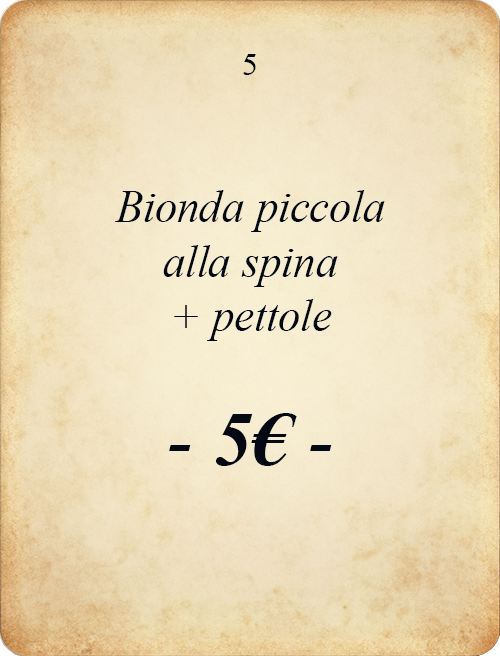 5
Bionda piccola
alla spina
+ pettole
- 5€ -